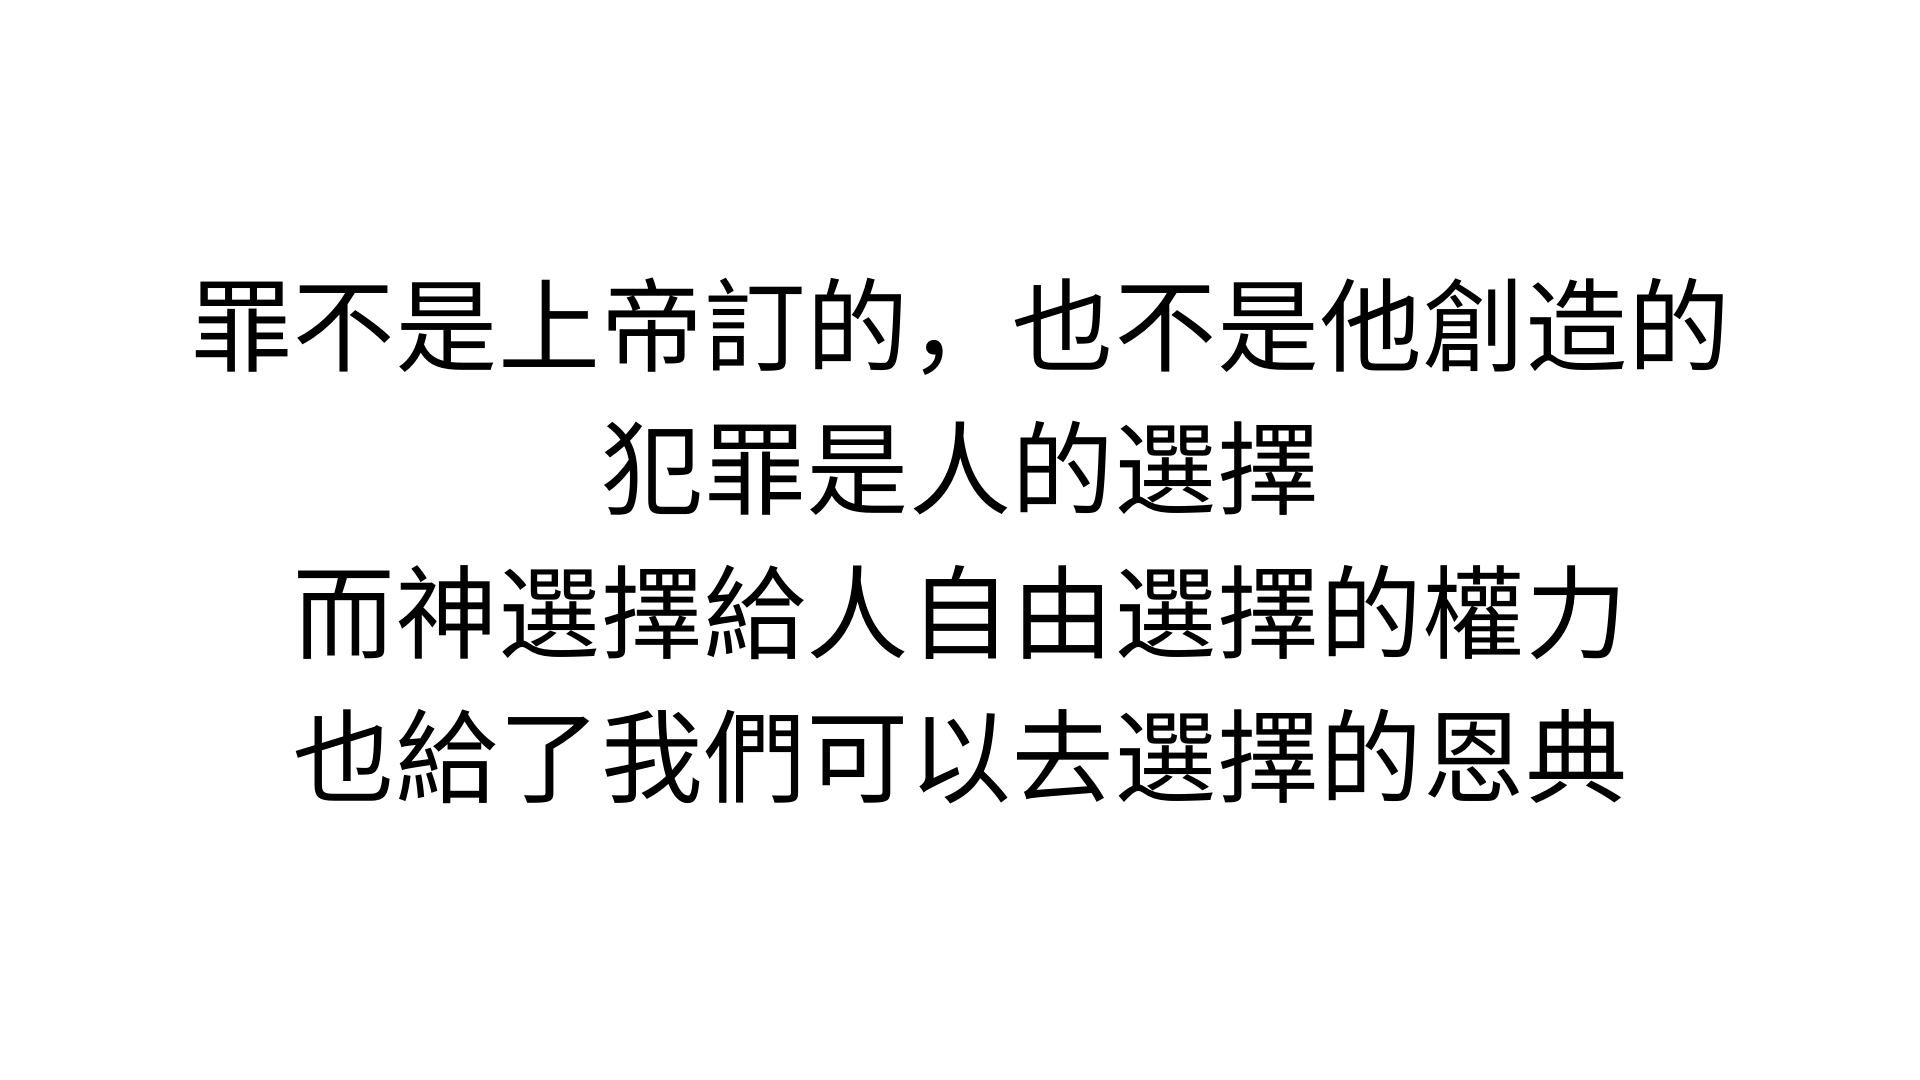 罪不是上帝訂的，也不是他創造的
犯罪是人的選擇
而神選擇給人自由選擇的權力
也給了我們可以去選擇的恩典